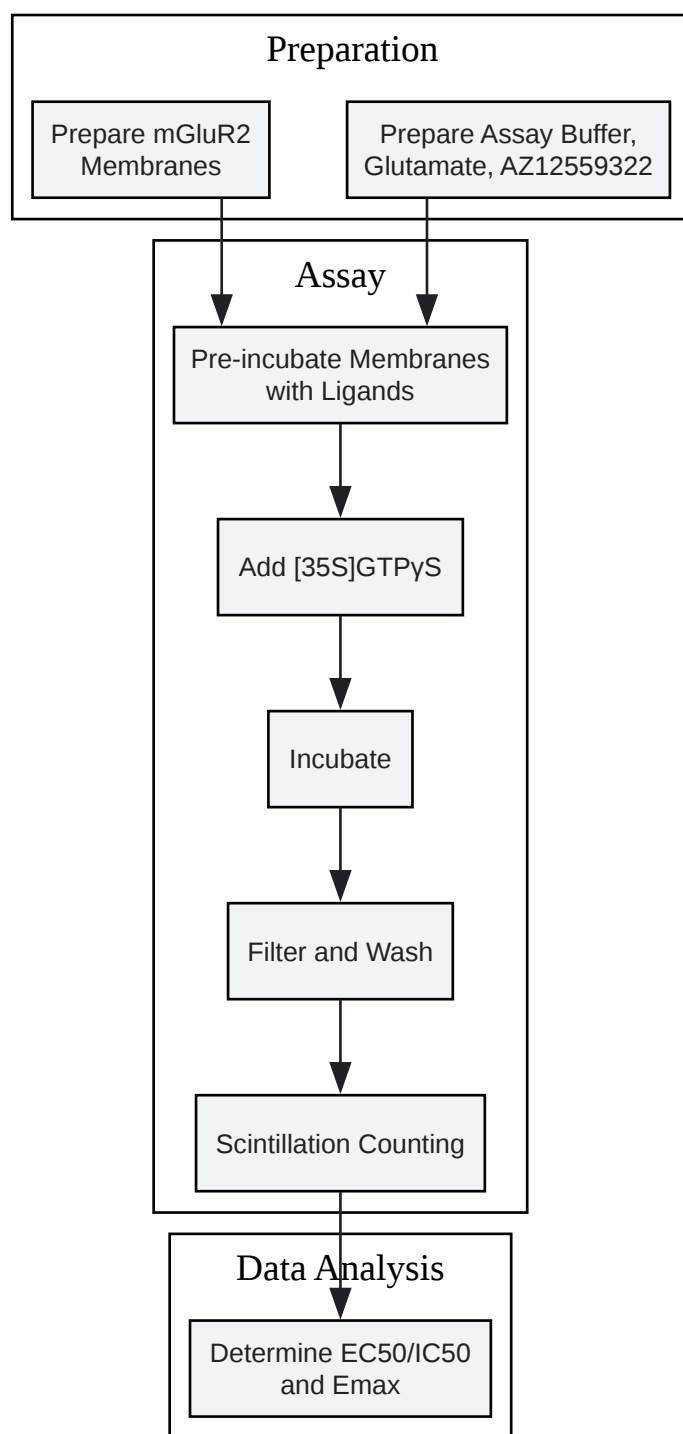 Preparation
Prepare mGluR2
Membranes
Prepare Assay Buffer,
Glutamate, AZ12559322
Assay
Pre-incubate Membranes
with Ligands
Add [35S]GTPγS
Incubate
Filter and Wash
Scintillation Counting
Data Analysis
Determine EC50/IC50
and Emax